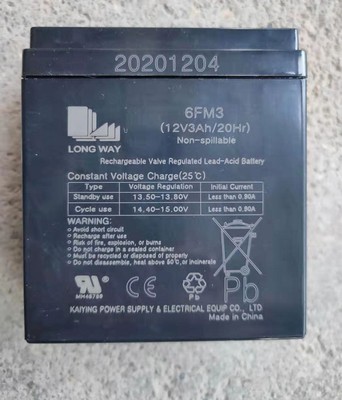 20201204
6FM3
(12V3Ah/20Hr)
Non-spillable
LONG WAY
Rechargeable Valve Regulated Lead-Acid Battery
Constant Voltage Charge(25℃)
Type Voltage Regulation Initial Current
Standby use 13.50-13.80V Less than 0.90A
Cycle use 14.40-15.00V Less than 0.90A
WARNING:
Avoid short circuit
Recharge after use
Risk of fire, explosion, or burns
Do not charge in a sealed container
Must be recycled or disposed of properly
Do not disassemble, heat above 50℃, or incinerate
Pb
Pb
MH46789
KAIYING POWER SUPPLY & ELECTRICAL EQUIP CO., LTD
Made in China